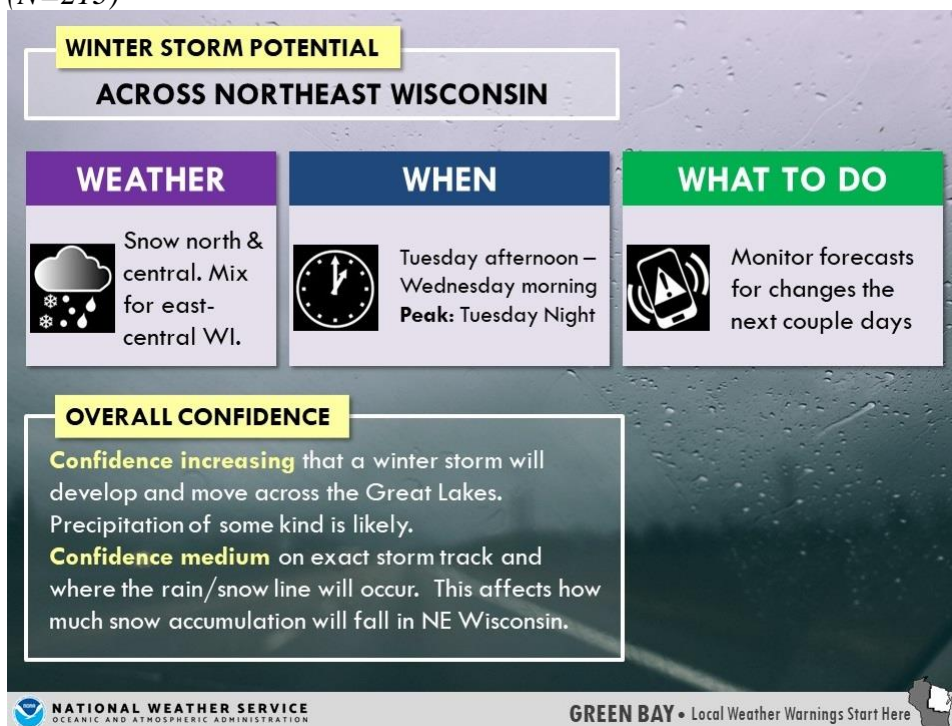 (N=213)
WINTER STORM POTENTIAL
ACROSS NORTHEAST WISCONSIN
WEATHER
Snow north &
central. Mix
for east-
central WI.
WHEN
Tuesday afternoon –
Wednesday morning
Peak: Tuesday Night
WHAT TO DO
Monitor forecasts
for changes the
next couple days
OVERALL CONFIDENCE
Confidence increasing that a winter storm will
develop and move across the Great Lakes.
Precipitation of some kind is likely.
Confidence medium on exact storm track and
where the rain/snow line will occur. This affects how
much snow accumulation will fall in NE Wisconsin.
NATIONAL WEATHER SERVICE
OCEANIC AND ATMOSPHERIC ADMINISTRATION
GREEN BAY • Local Weather Warnings Start Here